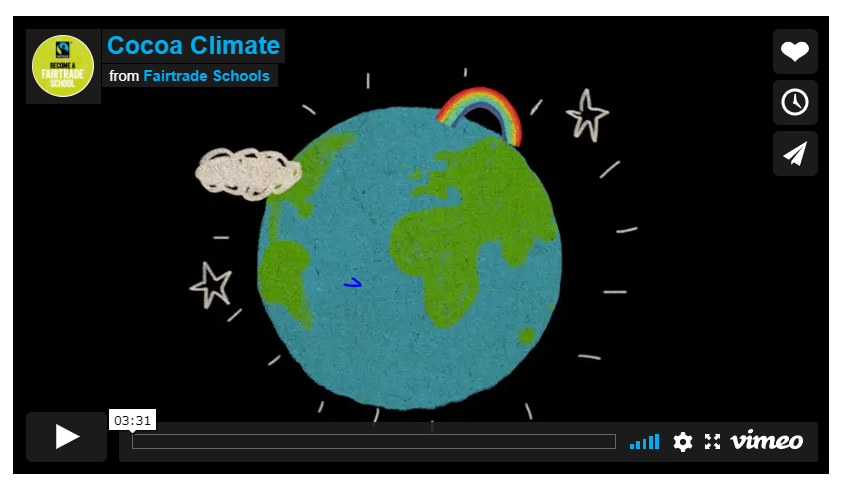 Cocoa Climate
from Fairtrade Schools
BECOME A
FAIRTRADE
SCHOOL
03:31
vimeo